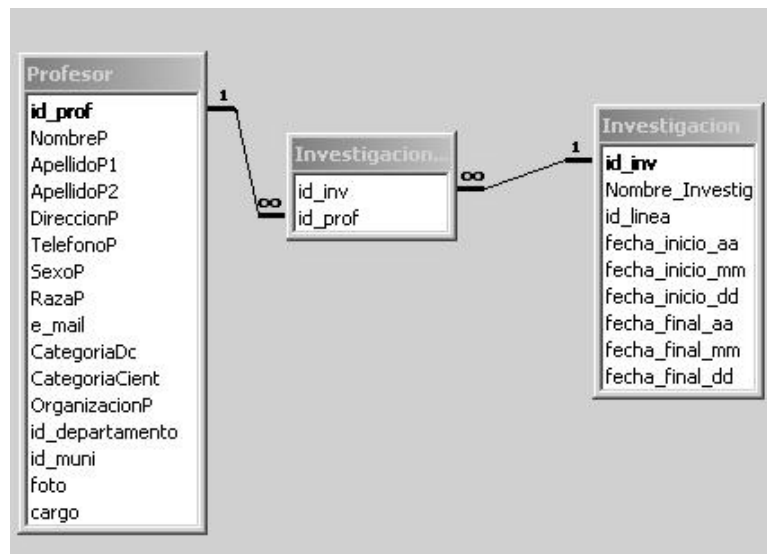 Profesor
id_prof
NombreP
ApellidoP1
ApellidoP2
DireccionP
TelefonoP
SexoP
RazaP
e_mail
CategoriaDc
CategoriaCient
OrganizacionP
id_departamento
id_muni
foto
cargo
1
∞
Investigacion...
id_inv
id_prof
∞
1
Investigacion
id_inv
Nombre_Investig
id_linea
fecha_inicio_aa
fecha_inicio_mm
fecha_inicio_dd
fecha_final_aa
fecha_final_mm
fecha_final_dd